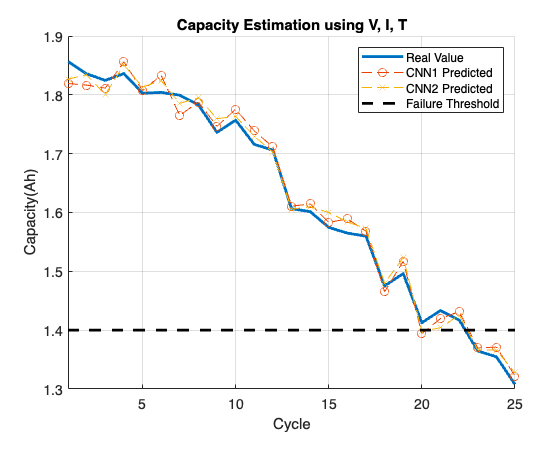 Capacity Estimation using V, I, T
Real Value
CNN1 Predicted
CNN2 Predicted
Failure Threshold
Capacity(Ah)
1.9
1.8
1.7
1.6
1.5
1.4
1.3
5
10
15
20
25
Cycle